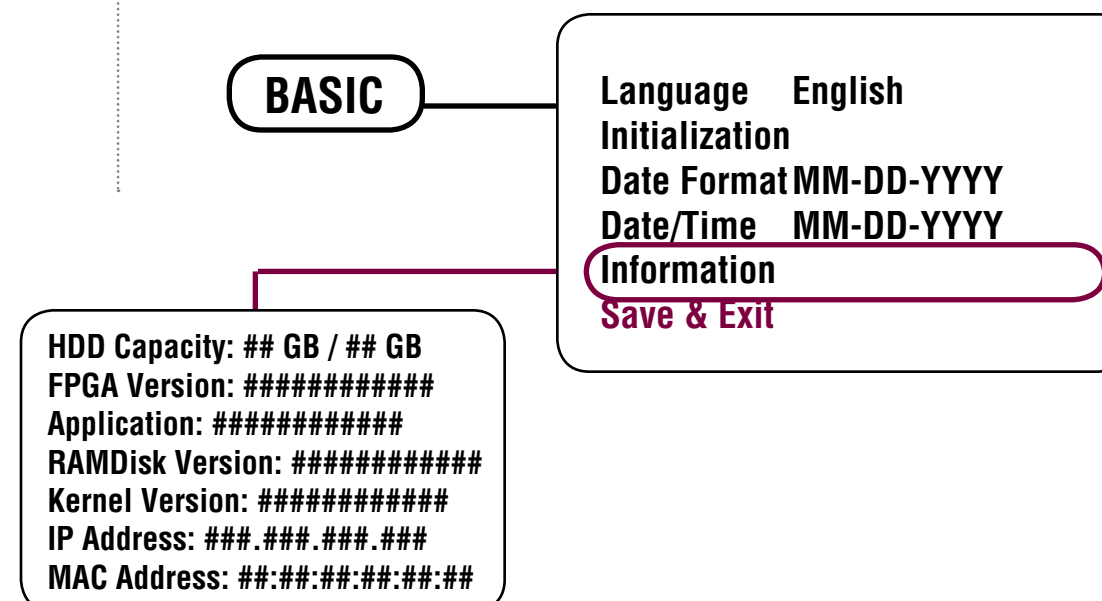 BASIC
Language English
Initialization
Date Format MM-DD-YYYY
Date/Time MM-DD-YYYY
Information
Save & Exit
HDD Capacity: ## GB / ## GB
FPGA Version: ############
Application: ############
RAMDisk Version: ############
Kernel Version: ############
IP Address: ###.###.###.###
MAC Address: ##:##:##:##:##:##